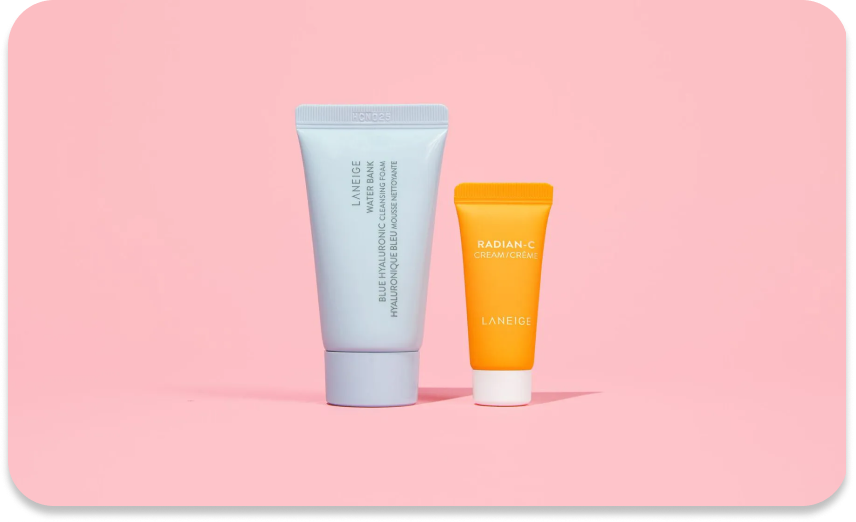 LANEIGE
WATER BANK
BLUE HYALURONIC CLEANSING FOAM
HYALURONIQUE BLEU MOUSSE NETTOYANTE
RADIAN-C
CREAM/CRÈME
LANEIGE